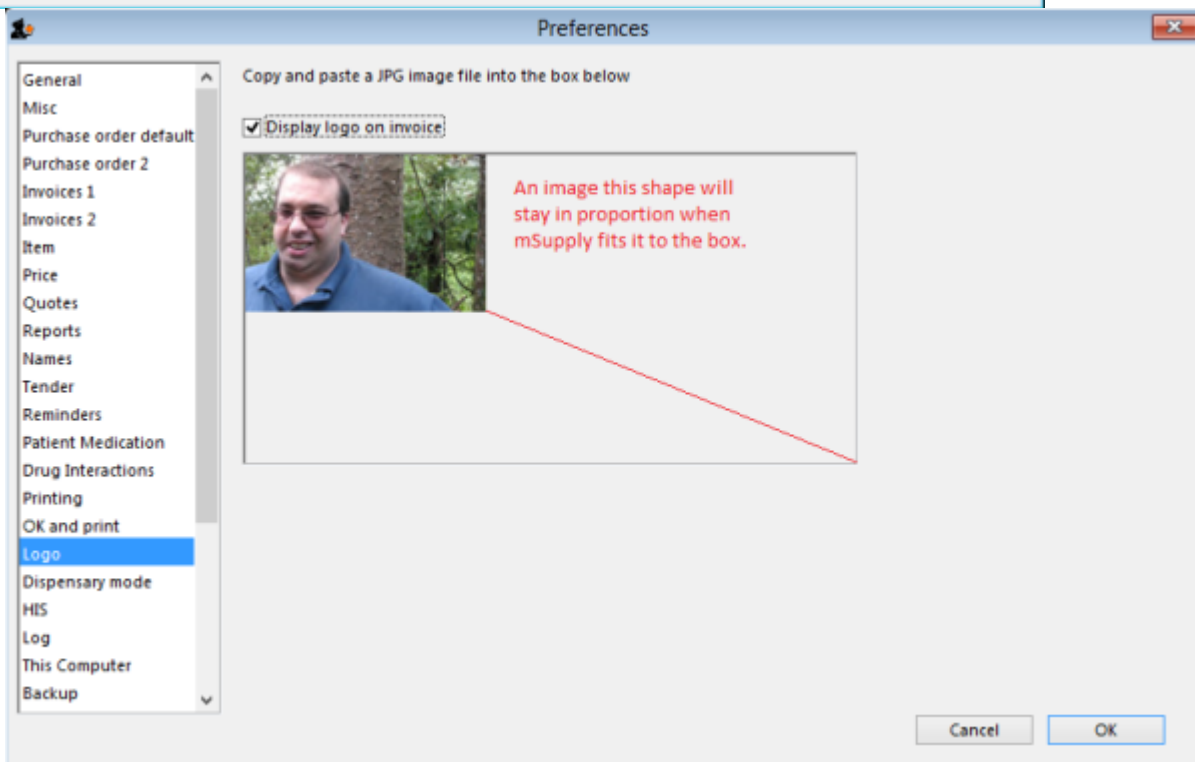 Preferences
General
Misc
Purchase order default
Purchase order 2
Invoices 1
Invoices 2
Item
Price
Quotes
Reports
Names
Tender
Reminders
Patient Medication
Drug Interactions
Printing
OK and print
Logo
Dispensary mode
HIS
Log
This Computer
Backup
Copy and paste a JPG image file into the box below
Display logo on invoice
An image this shape will
stay in proportion when
mSupply fits it to the box.
Cancel
OK